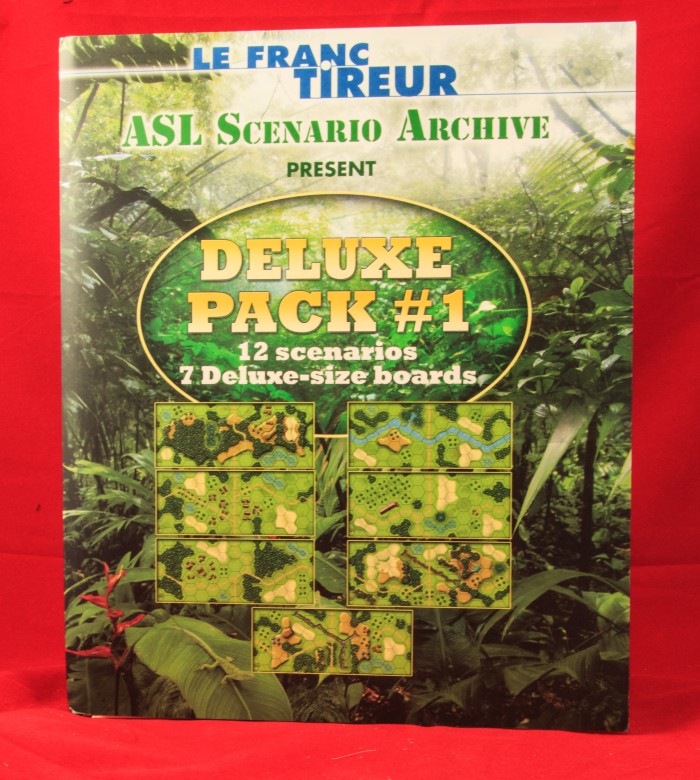 LE FRANC
TIREUR
ASL SCENARIO ARCHIVE
PRESENT
DELUXE
PACK #1
12 scenarios
7 Deluxe-size boards